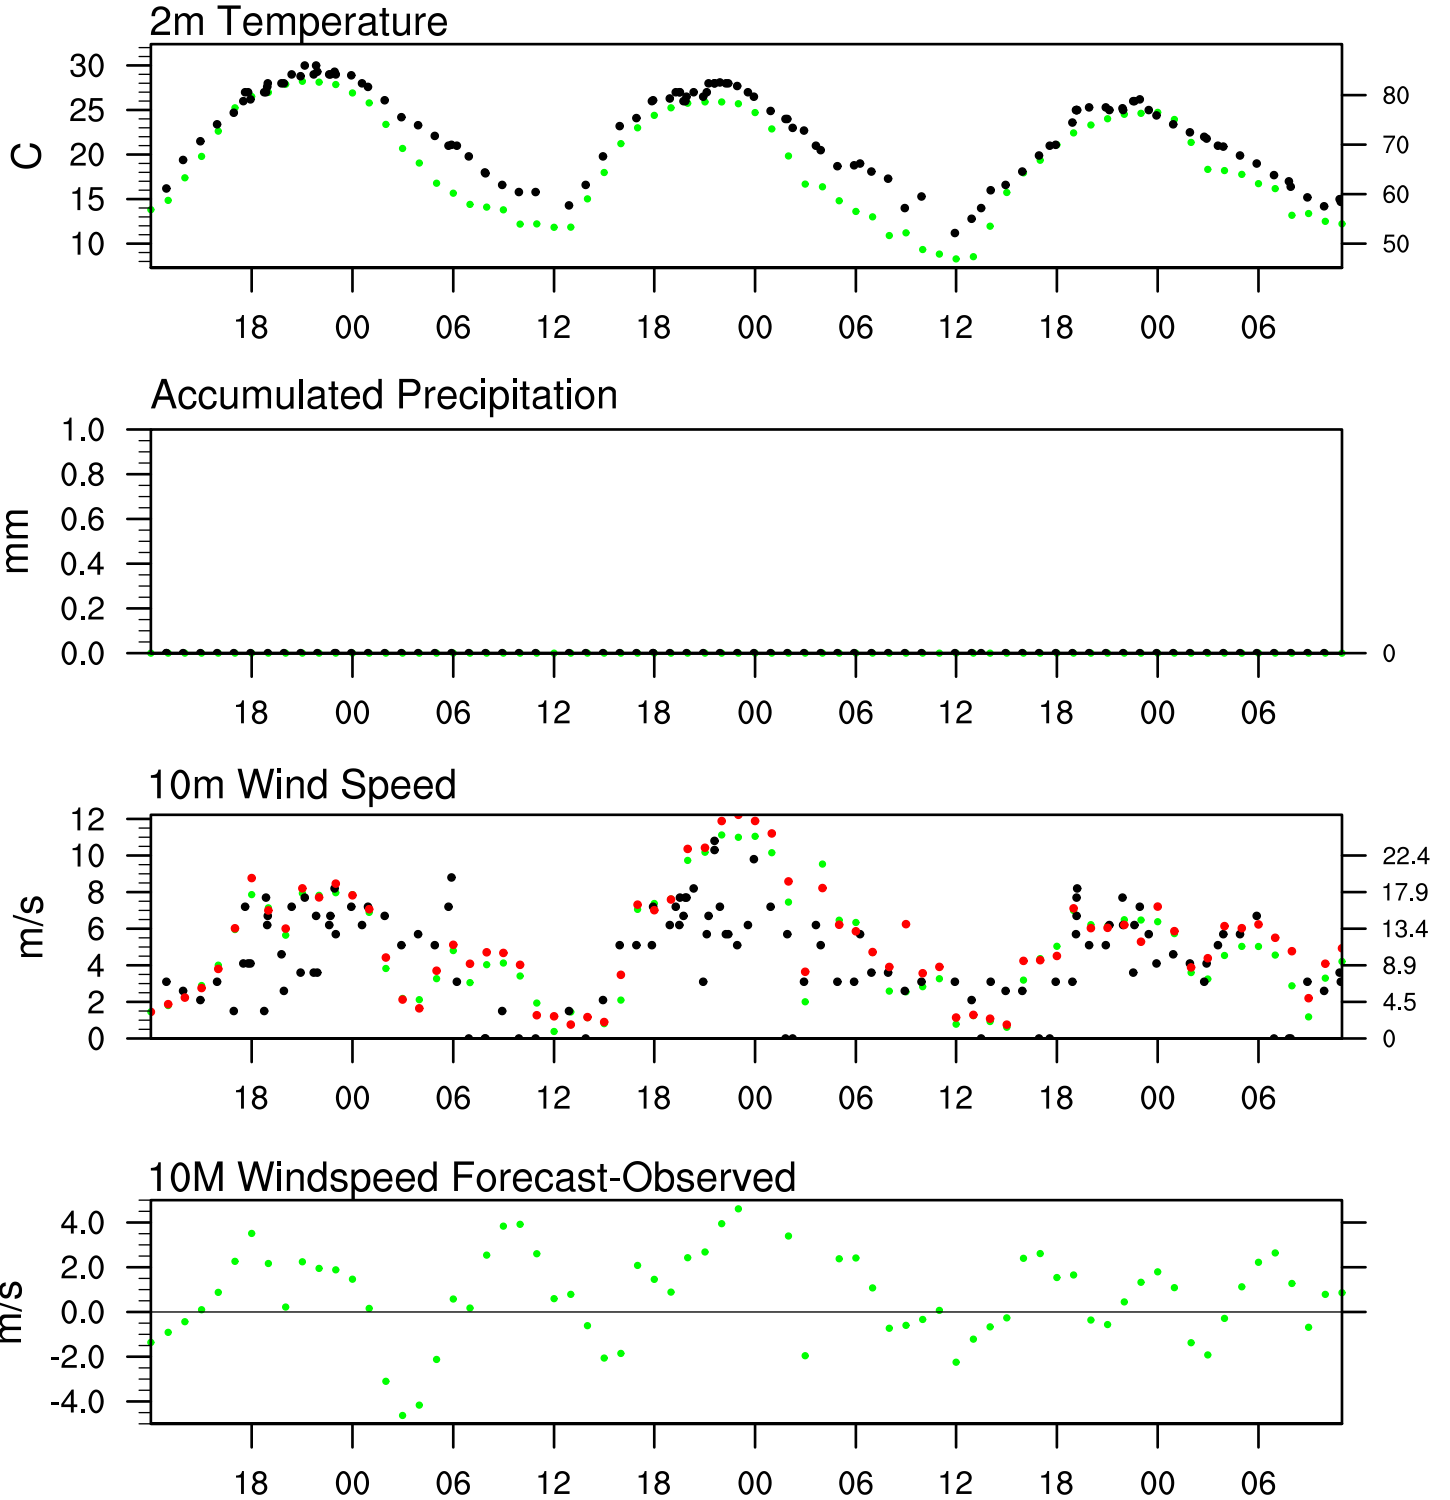 2m Temperature
30
25
20
15
10
C
80
70
60
50
18 00 06 12 18 00 06 12 18 00 06
Accumulated Precipitation
1.0
0.8
0.6
0.4
0.2
0.0
mm
0
18 00 06 12 18 00 06 12 18 00 06
10m Wind Speed
12
10
8
6
4
2
0
m/s
22.4
17.9
13.4
8.9
4.5
0
18 00 06 12 18 00 06 12 18 00 06
10M Windspeed Forecast-Observed
4.0
2.0
0.0
-2.0
-4.0
m/s
18 00 06 12 18 00 06 12 18 00 06